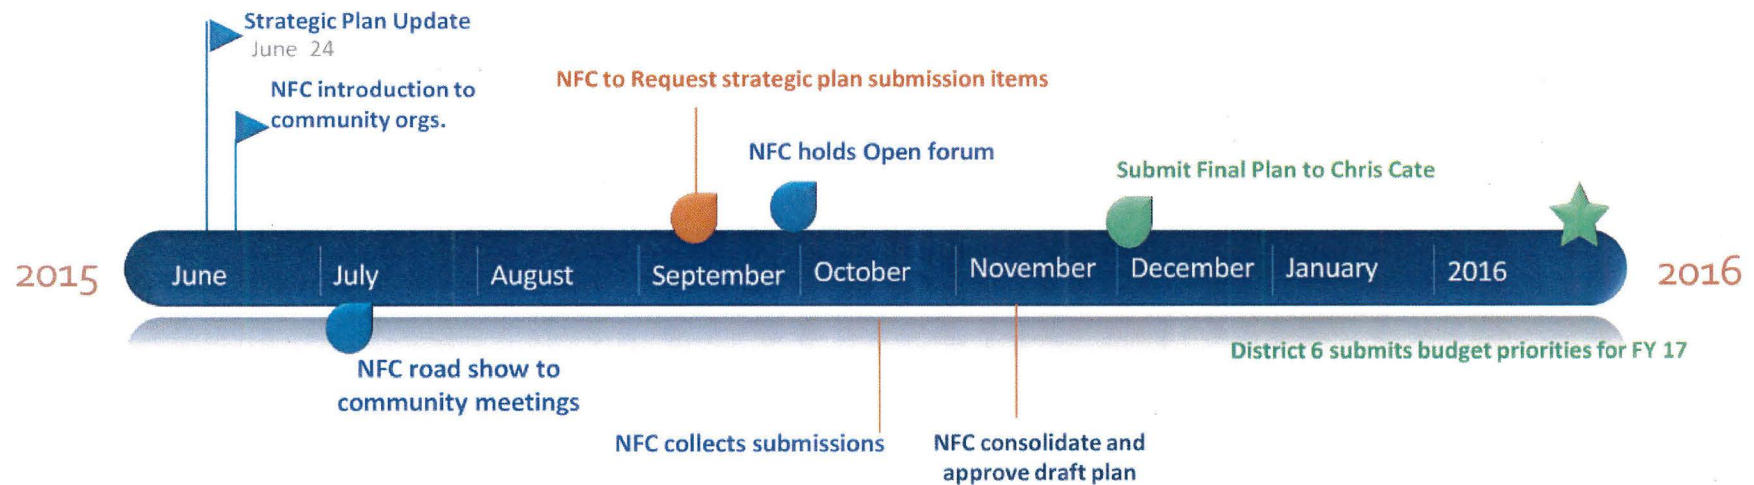 Strategic Plan Update
June 24
NFC introduction to
community orgs.
NFC to Request strategic plan submission items
NFC holds Open forum
Submit Final Plan to Chris Cate
2015
June
July
August
September
October
November
December
January
2016
2016
District 6 submits budget priorities for FY 17
NFC road show to
community meetings
NFC collects submissions
NFC consolidate and
approve draft plan